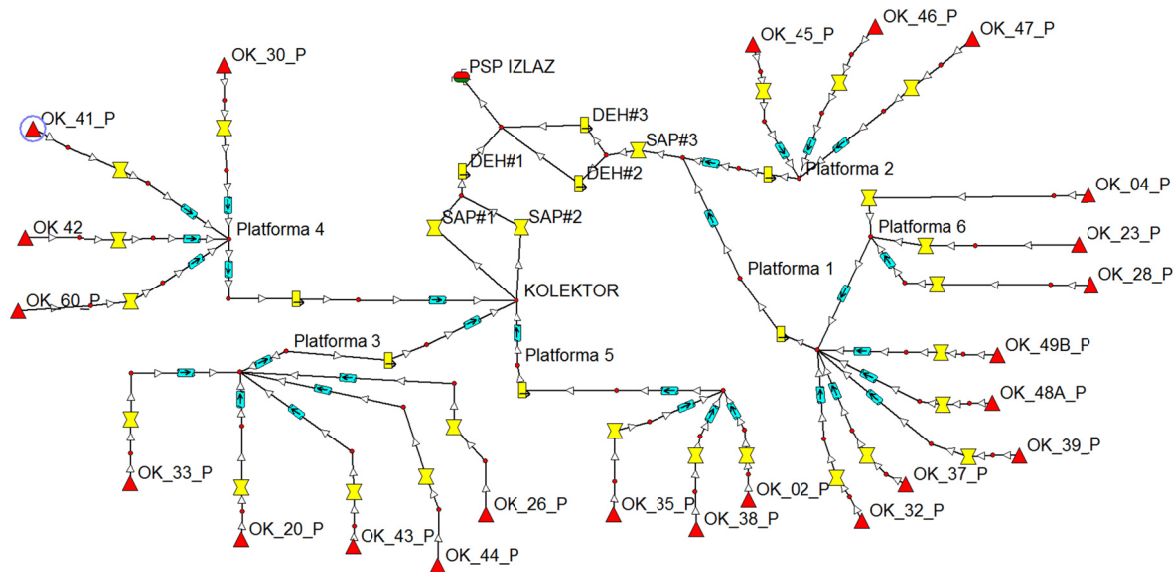 OK_45_P
OK_46_P
OK_47_P
OK_30_P
PSP IZLAZ
OK_41_P
DEH#3
SAP#3
DEH#1
DEH#2
Platforma 2
OK_04_P
OK 42
Platforma 4
SAP#1
SAP#2
Platforma 6
OK_23_P
Platforma 1
OK_28_P
OK_60_P
KOLEKTOR
Platforma 3
Platforma 5
OK_49B_P
OK_48A_P
OK_39_P
OK_33_P
OK_26_P
OK_35_P
OK_02_P
OK_37_P
OK_32_P
OK_20_P
OK_43_P
OK_38_P
OK_44_P